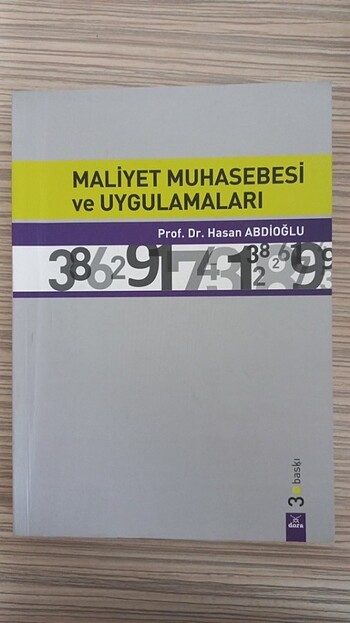 MALİYET MUHASEBESİ
ve UYGULAMALARI
Prof. Dr. Hasan ABDİOĞLU
3. baskı
dora